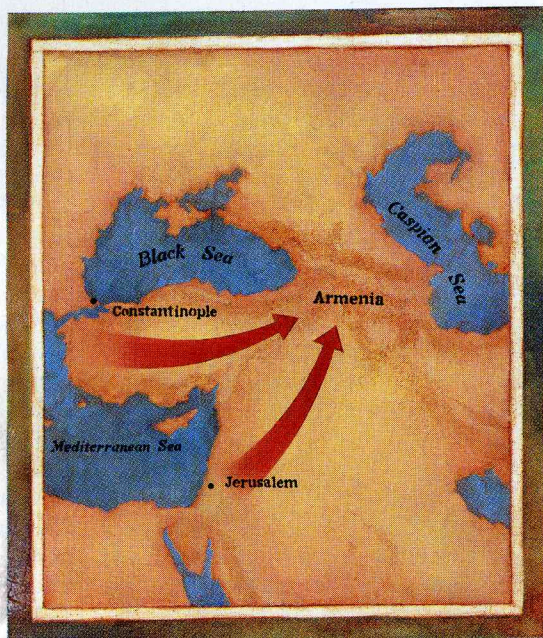 Black Sea
Caspian Sea
Armenia
Constantinople
Mediterranean Sea
Jerusalem